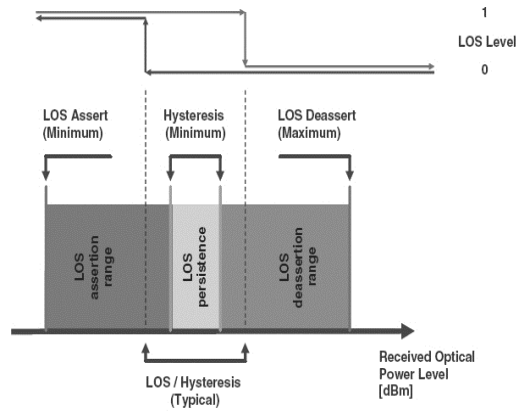 1
LOS Level
0
LOS Assert
(Minimum)
Hysteresis
(Minimum)
LOS Deassert
(Maximum)
LOS
assertion
range
LOS
persistence
LOS
deassertion
range
Received Optical
Power Level
[dBm]
LOS / Hysteresis
(Typical)